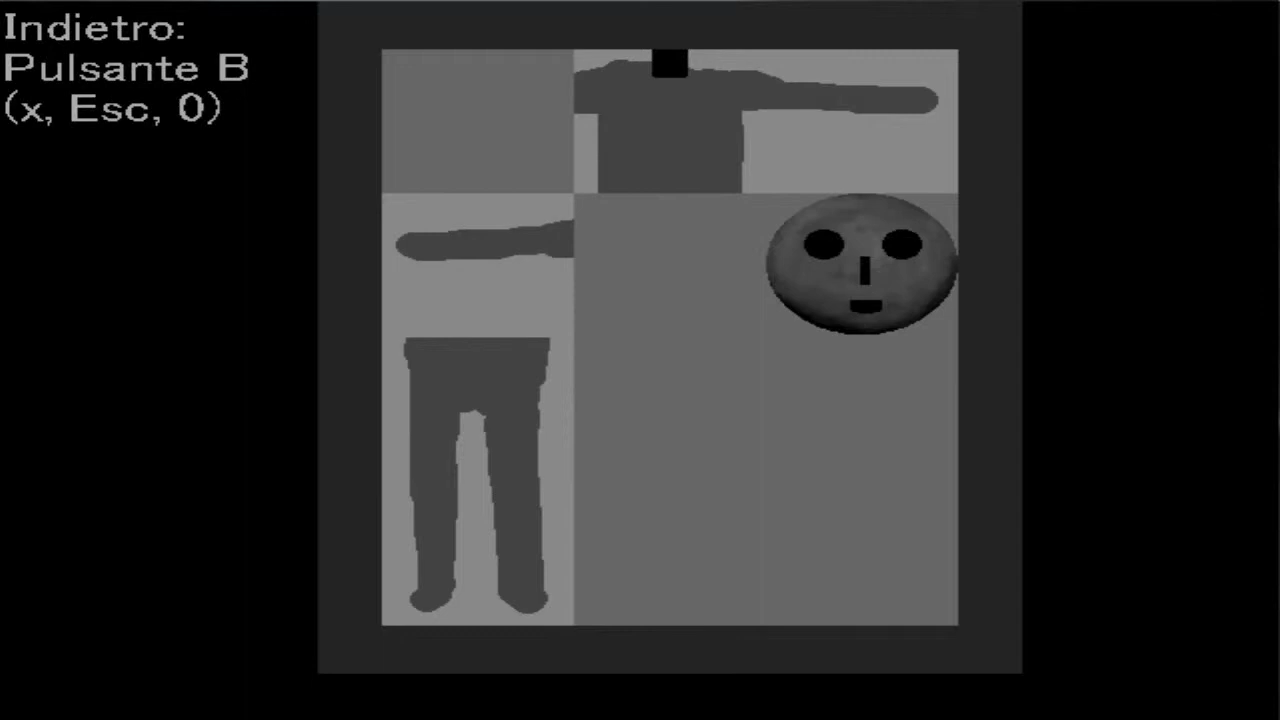 Indietro:
Pulsante B
(x, Esc, 0)